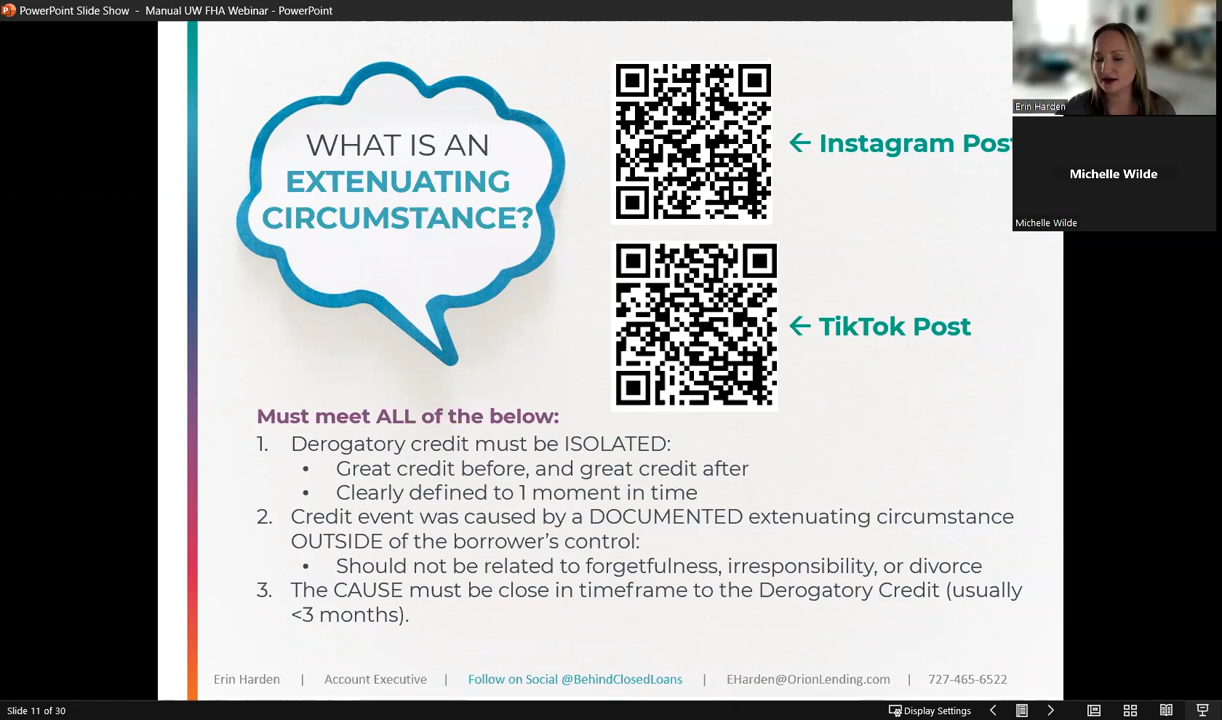 PowerPoint Slide Show - Manual UW FHA Webinar - PowerPoint
Erin Harden
Michelle Wilde
Michelle Wilde
WHAT IS AN
EXTENUATING
CIRCUMSTANCE?
← Instagram Post
← TikTok Post
Must meet ALL of the below:
1. Derogatory credit must be ISOLATED:
• Great credit before, and great credit after
• Clearly defined to 1 moment in time
2. Credit event was caused by a DOCUMENTED extenuating circumstance
OUTSIDE of the borrower's control:
• Should not be related to forgetfulness, irresponsibility, or divorce
3. The CAUSE must be close in timeframe to the Derogatory Credit (usually
<3 months).
Erin Harden | Account Executive | Follow on Social @BehindClosedLoans | EHarden@OrionLending.com | 727-465-6522
Slide 11 of 30
Display Settings